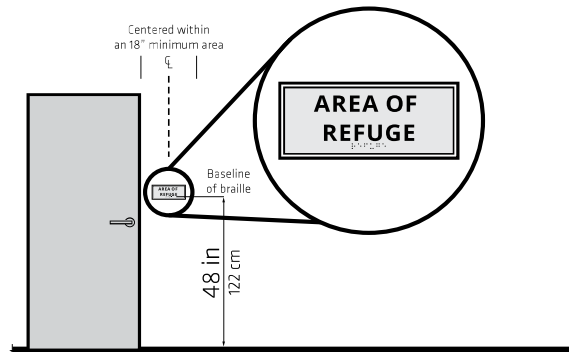 Centered within
an 18" minimum area
℄
AREA OF
REFUGE
⠗⠑⠋⠥⠛⠑
Baseline
of braille
AREA OF
REFUGE
48 in
122 cm